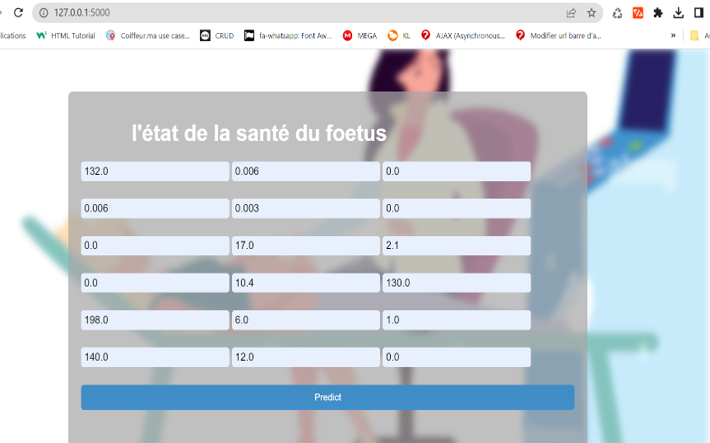 127.0.0.1:5000
plications HTML Tutorial Coiffeur.ma use case... CRUD fa-whatsapp: Font Aw... MEGA KL AJAX (Asynchronous... Modifier url barre d'a... »
l'état de la santé du foetus
132.0 0.006 0.0
0.006 0.003 0.0
0.0 17.0 2.1
0.0 10.4 130.0
198.0 6.0 1.0
140.0 12.0 0.0
Predict